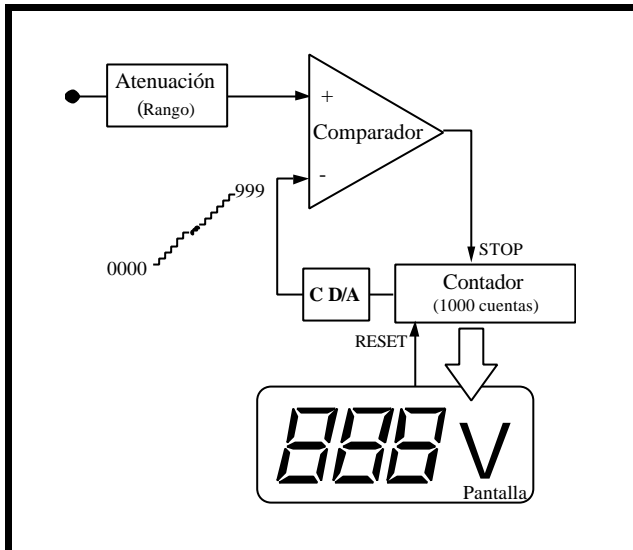 Atenuación
(Rango)
+
Comparador
-
999
0000
STOP
C D/A
Contador
(1000 cuentas)
RESET
888 V
Pantalla